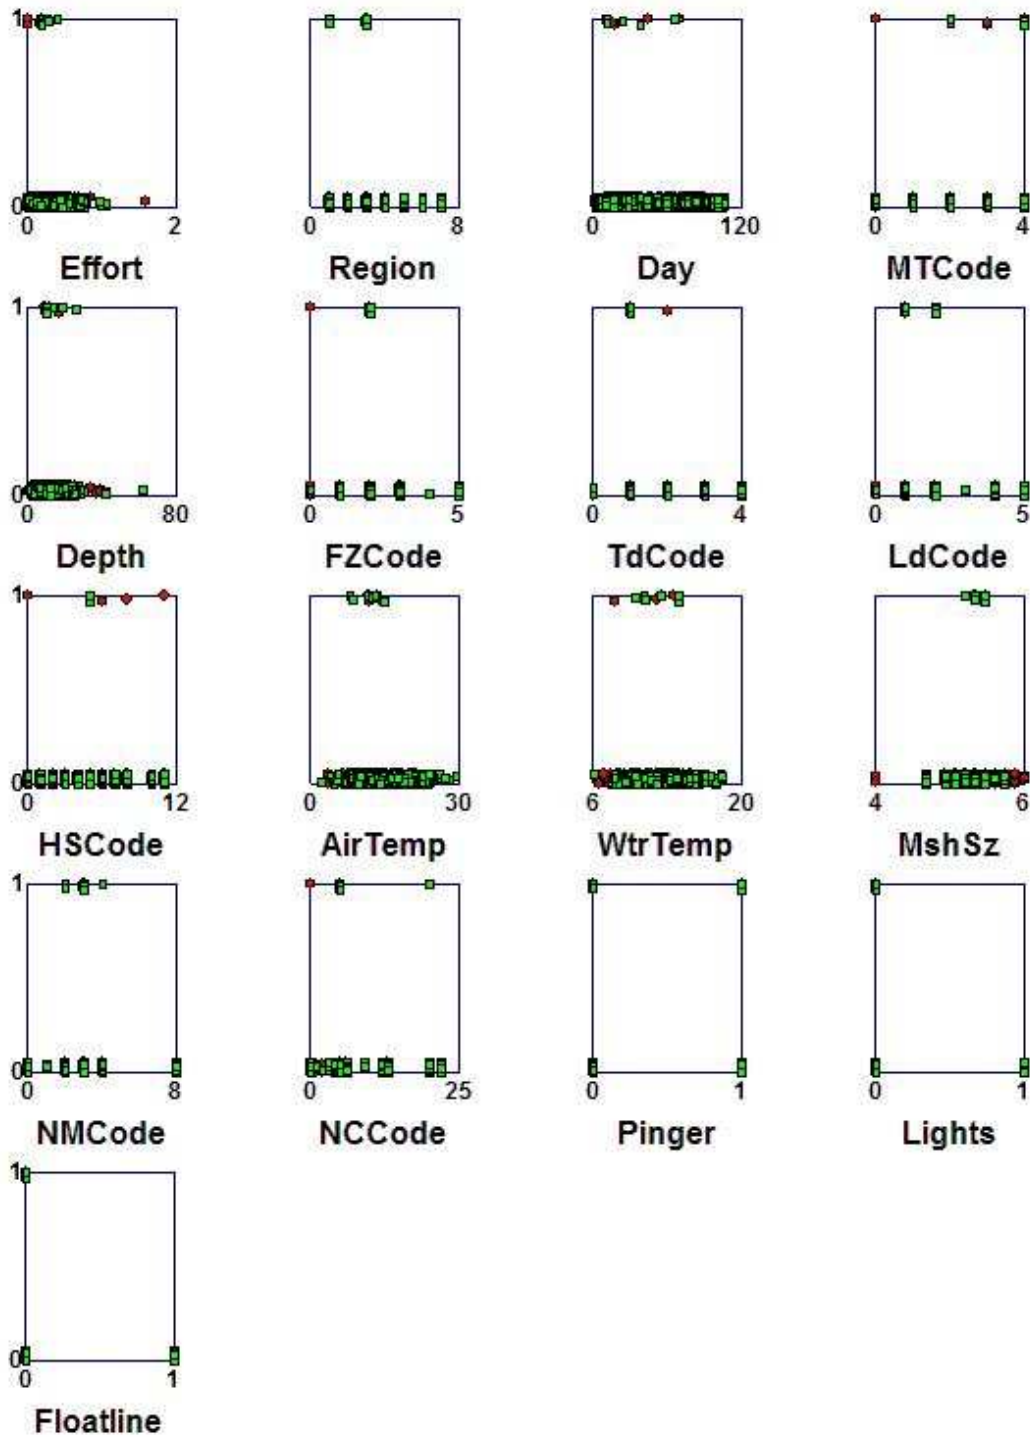 1 0 0 2 0 8 0 120 0 4
Effort Region Day MTCode
1 0 0 80 0 5 0 4 0 5
Depth FZCode TdCode LdCode
1 0 0 12 0 30 6 20 4 6
HSCode AirTemp WtrTemp MshSz
1 0 0 8 0 25 0 1 0 1
NMCode NCCode Pinger Lights
1 0 0 1
Floatline